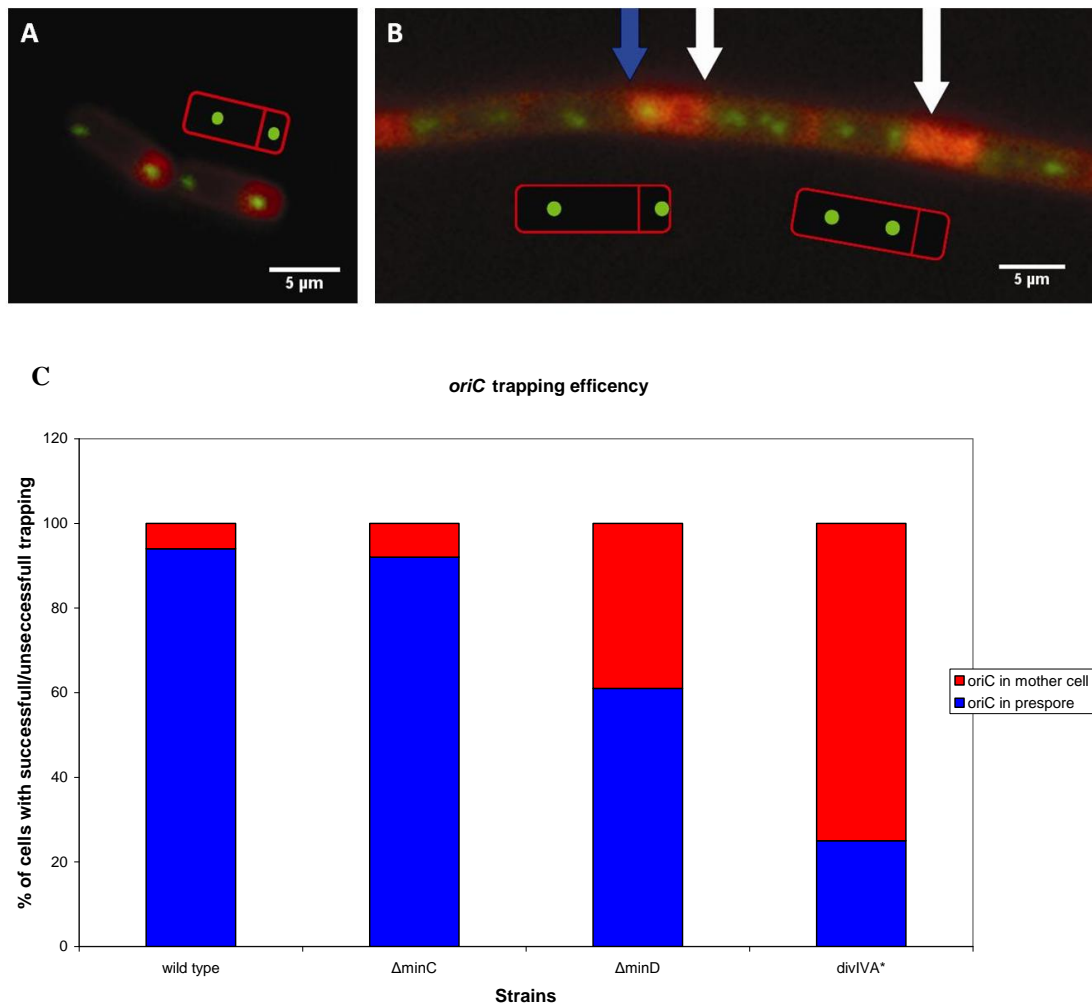 A
B
5 µm
5 µm
C
oriC trapping efficency
% of cells with successfull/unseccessfull trapping
120
100
80
60
40
20
0
wild type
ΔminC
ΔminD
divIVA*
Strains
oriC in mother cell
oriC in prespore